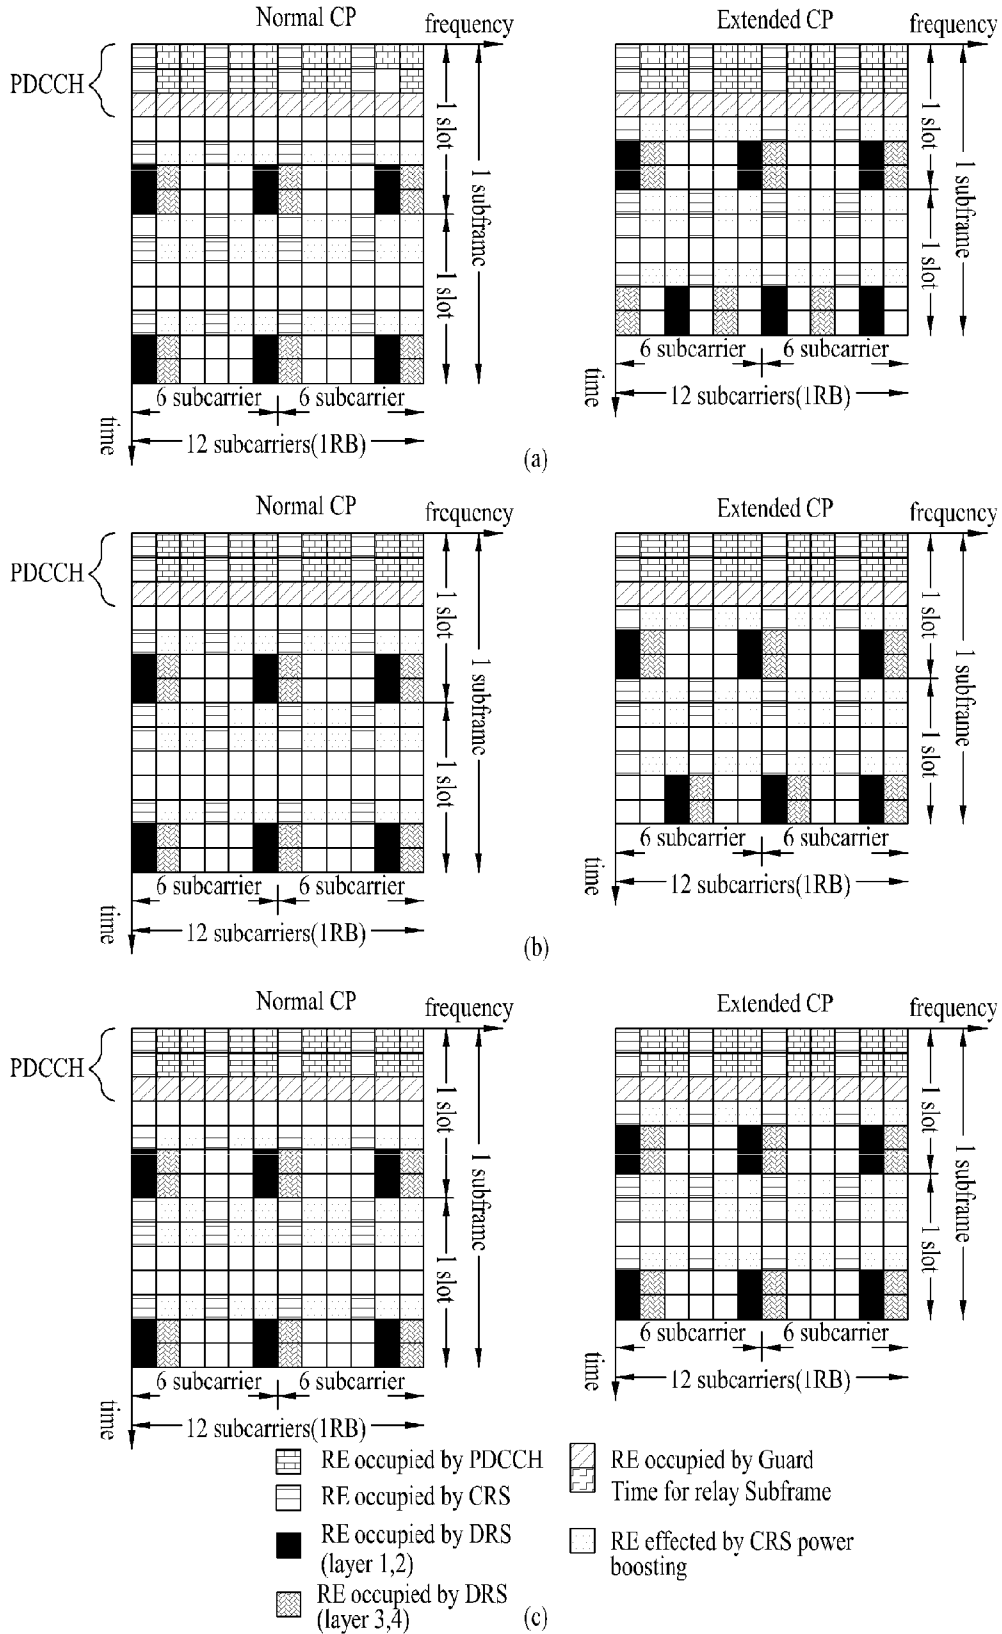 Normal CP
frequency
Extended CP
frequency
PDCCH
1 slot
1 subframc
1 slot
1 slot
1 subframe
1 slot
6 subcarrier
6 subcarrier
12 subcarriers(1RB)
time
6 subcarrier
6 subcarrier
12 subcarriers(1RB)
time
(a)
Normal CP
frequency
Extended CP
frequency
PDCCH
1 slot
1 subframc
1 slot
1 slot
1 subframe
1 slot
6 subcarrier
6 subcarrier
12 subcarriers(1RB)
time
6 subcarrier
6 subcarrier
12 subcarriers(1RB)
time
(b)
Normal CP
frequency
Extended CP
frequency
PDCCH
1 slot
1 subframc
1 slot
1 slot
1 subframe
1 slot
6 subcarrier
6 subcarrier
12 subcarriers(1RB)
time
6 subcarrier
6 subcarrier
12 subcarriers(1RB)
time
RE occupied by PDCCH
RE occupied by CRS
RE occupied by DRS
(layer 1,2)
RE occupied by DRS
(layer 3,4)
RE occupied by Guard
Time for relay Subframe
RE effected by CRS power
boosting
(c)